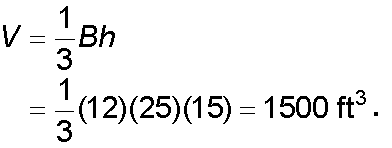 V = 1/3 Bh
= 1/3 (12)(25)(15) = 1500 ft³.